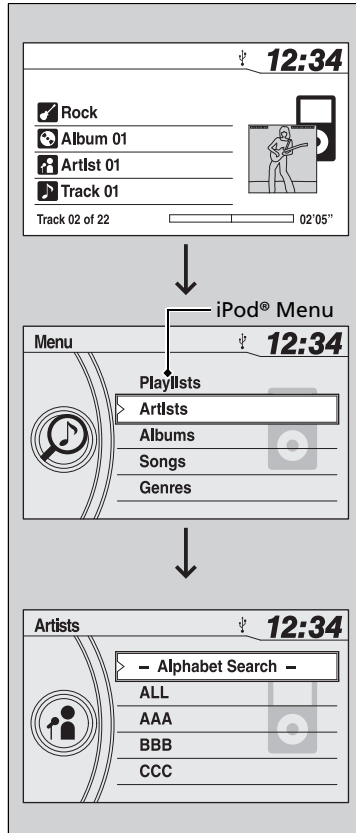 12:34
Rock
Album 01
Artist 01
Track 01
Track 02 of 22 02'05"
iPod® Menu
Menu 12:34
Playlists
Artists
Albums
Songs
Genres
Artists 12:34
– Alphabet Search –
ALL
AAA
BBB
CCC